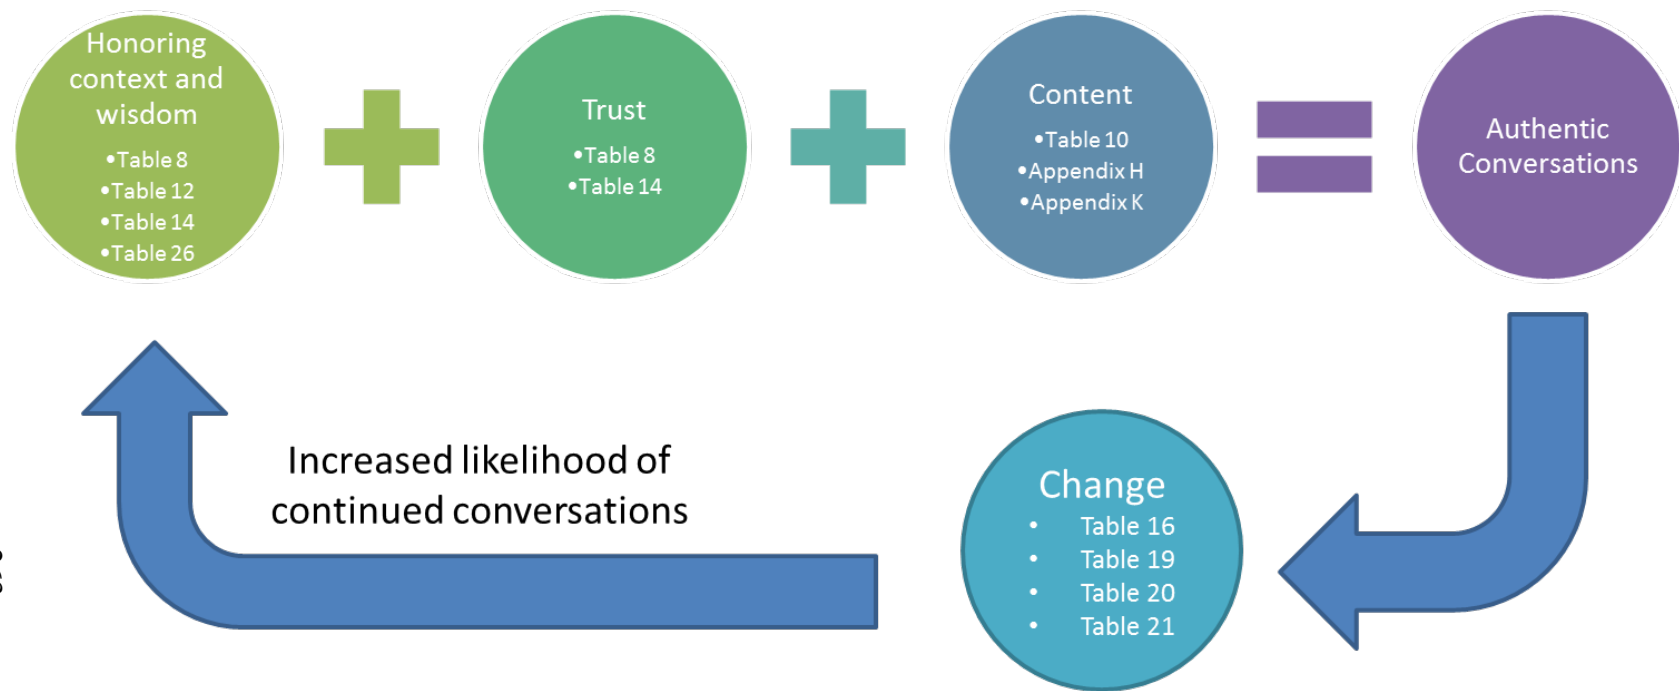 Honoring
context and
wisdom
•Table 8
•Table 12
•Table 14
•Table 26
Trust
•Table 8
•Table 14
Content
•Table 10
•Appendix H
•Appendix K
Authentic
Conversations
Increased likelihood of
continued conversations
Change
• Table 16
• Table 19
• Table 20
• Table 21